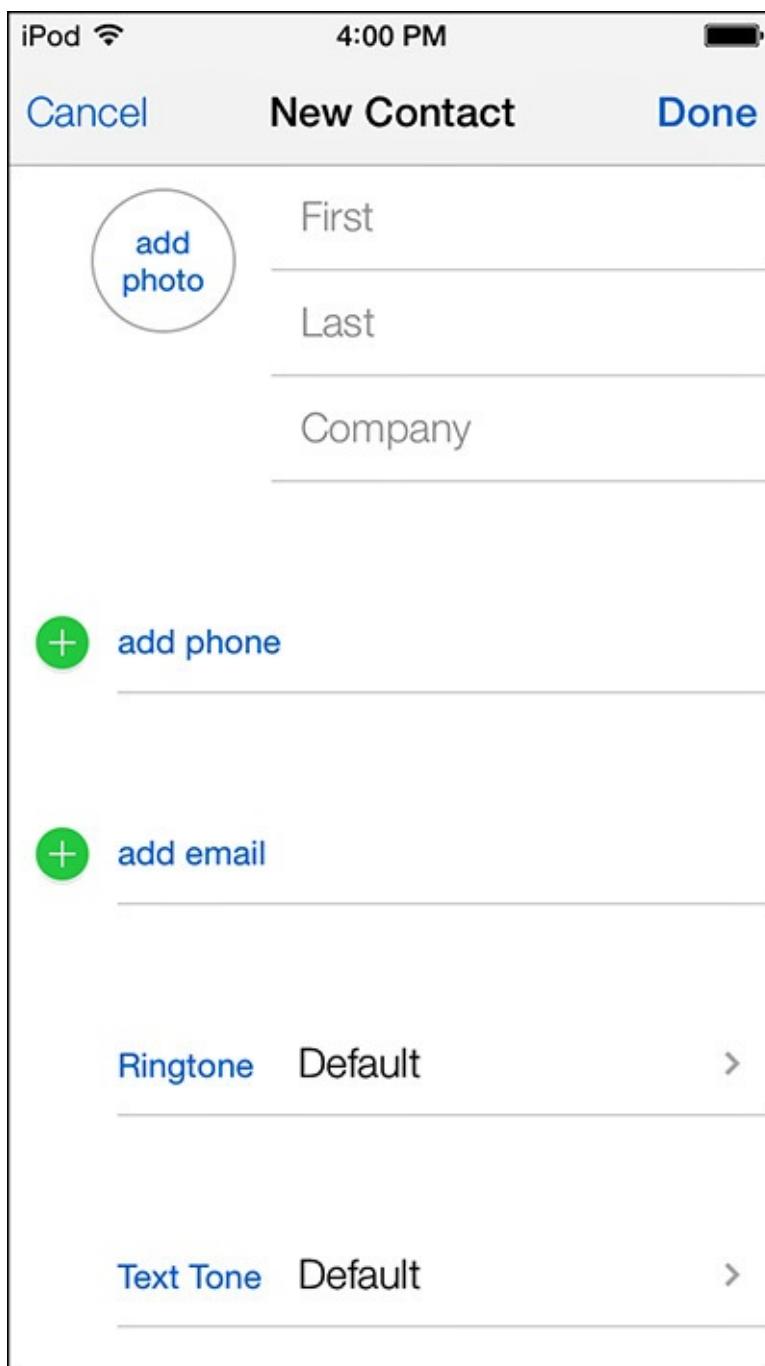 iPod 4:00 PM
Cancel New Contact Done
add
photo
First
Last
Company
add phone
add email
Ringtone Default
Text Tone Default